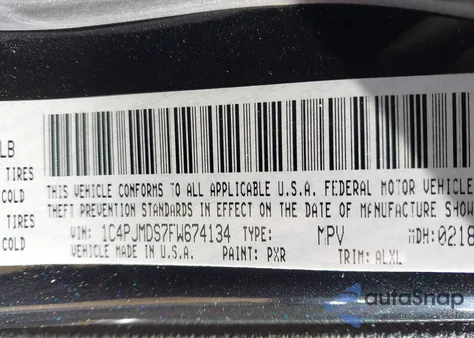 LB
TIRES
COLD
TIRES
COLD
THIS VEHICLE CONFORMS TO ALL APPLICABLE U.S.A. FEDERAL MOTOR VEHICLE
THEFT PREVENTION STANDARDS IN EFFECT ON THE DATE OF MANUFACTURE SHOW
VIN: 1C4PJMDS7FW674134 TYPE: MPV MDH: 0218
VEHICLE MADE IN U.S.A. PAINT: PXR TRIM: ALXL
autosnap